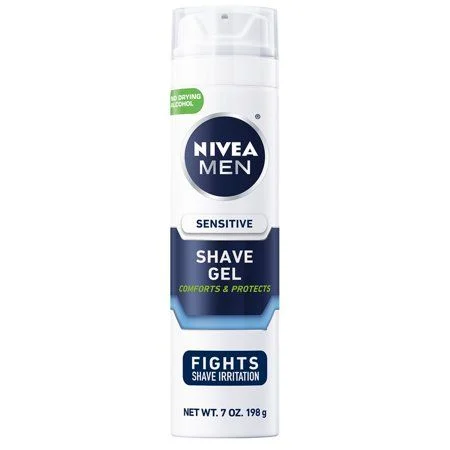 NO DRYING
ALCOHOL
®
NIVEA
MEN
SENSITIVE
SHAVE
GEL
COMFORTS & PROTECTS
FIGHTS
SHAVE IRRITATION
NET WT. 7 OZ. 198 g